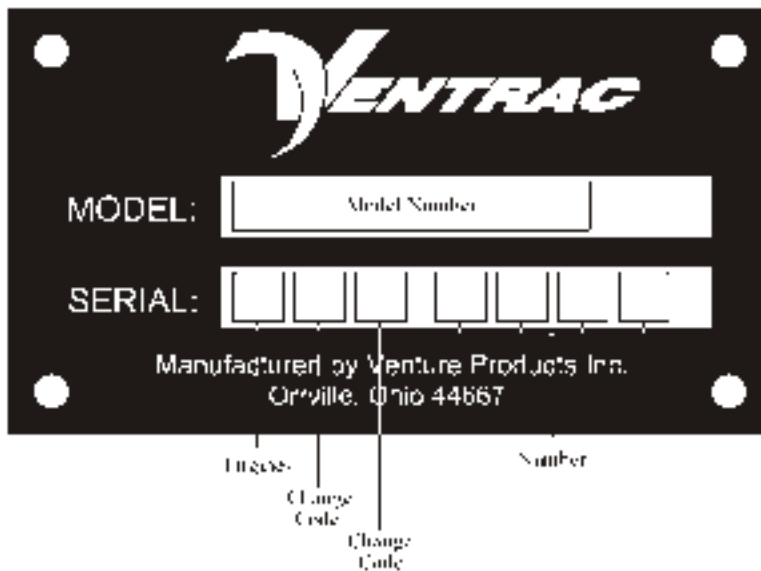 VENTRAC
MODEL:
Model Number
SERIAL:
Manufactured by Venture Products Inc.
Orrville, Ohio 44667
Number
Change
Code
Change
Code